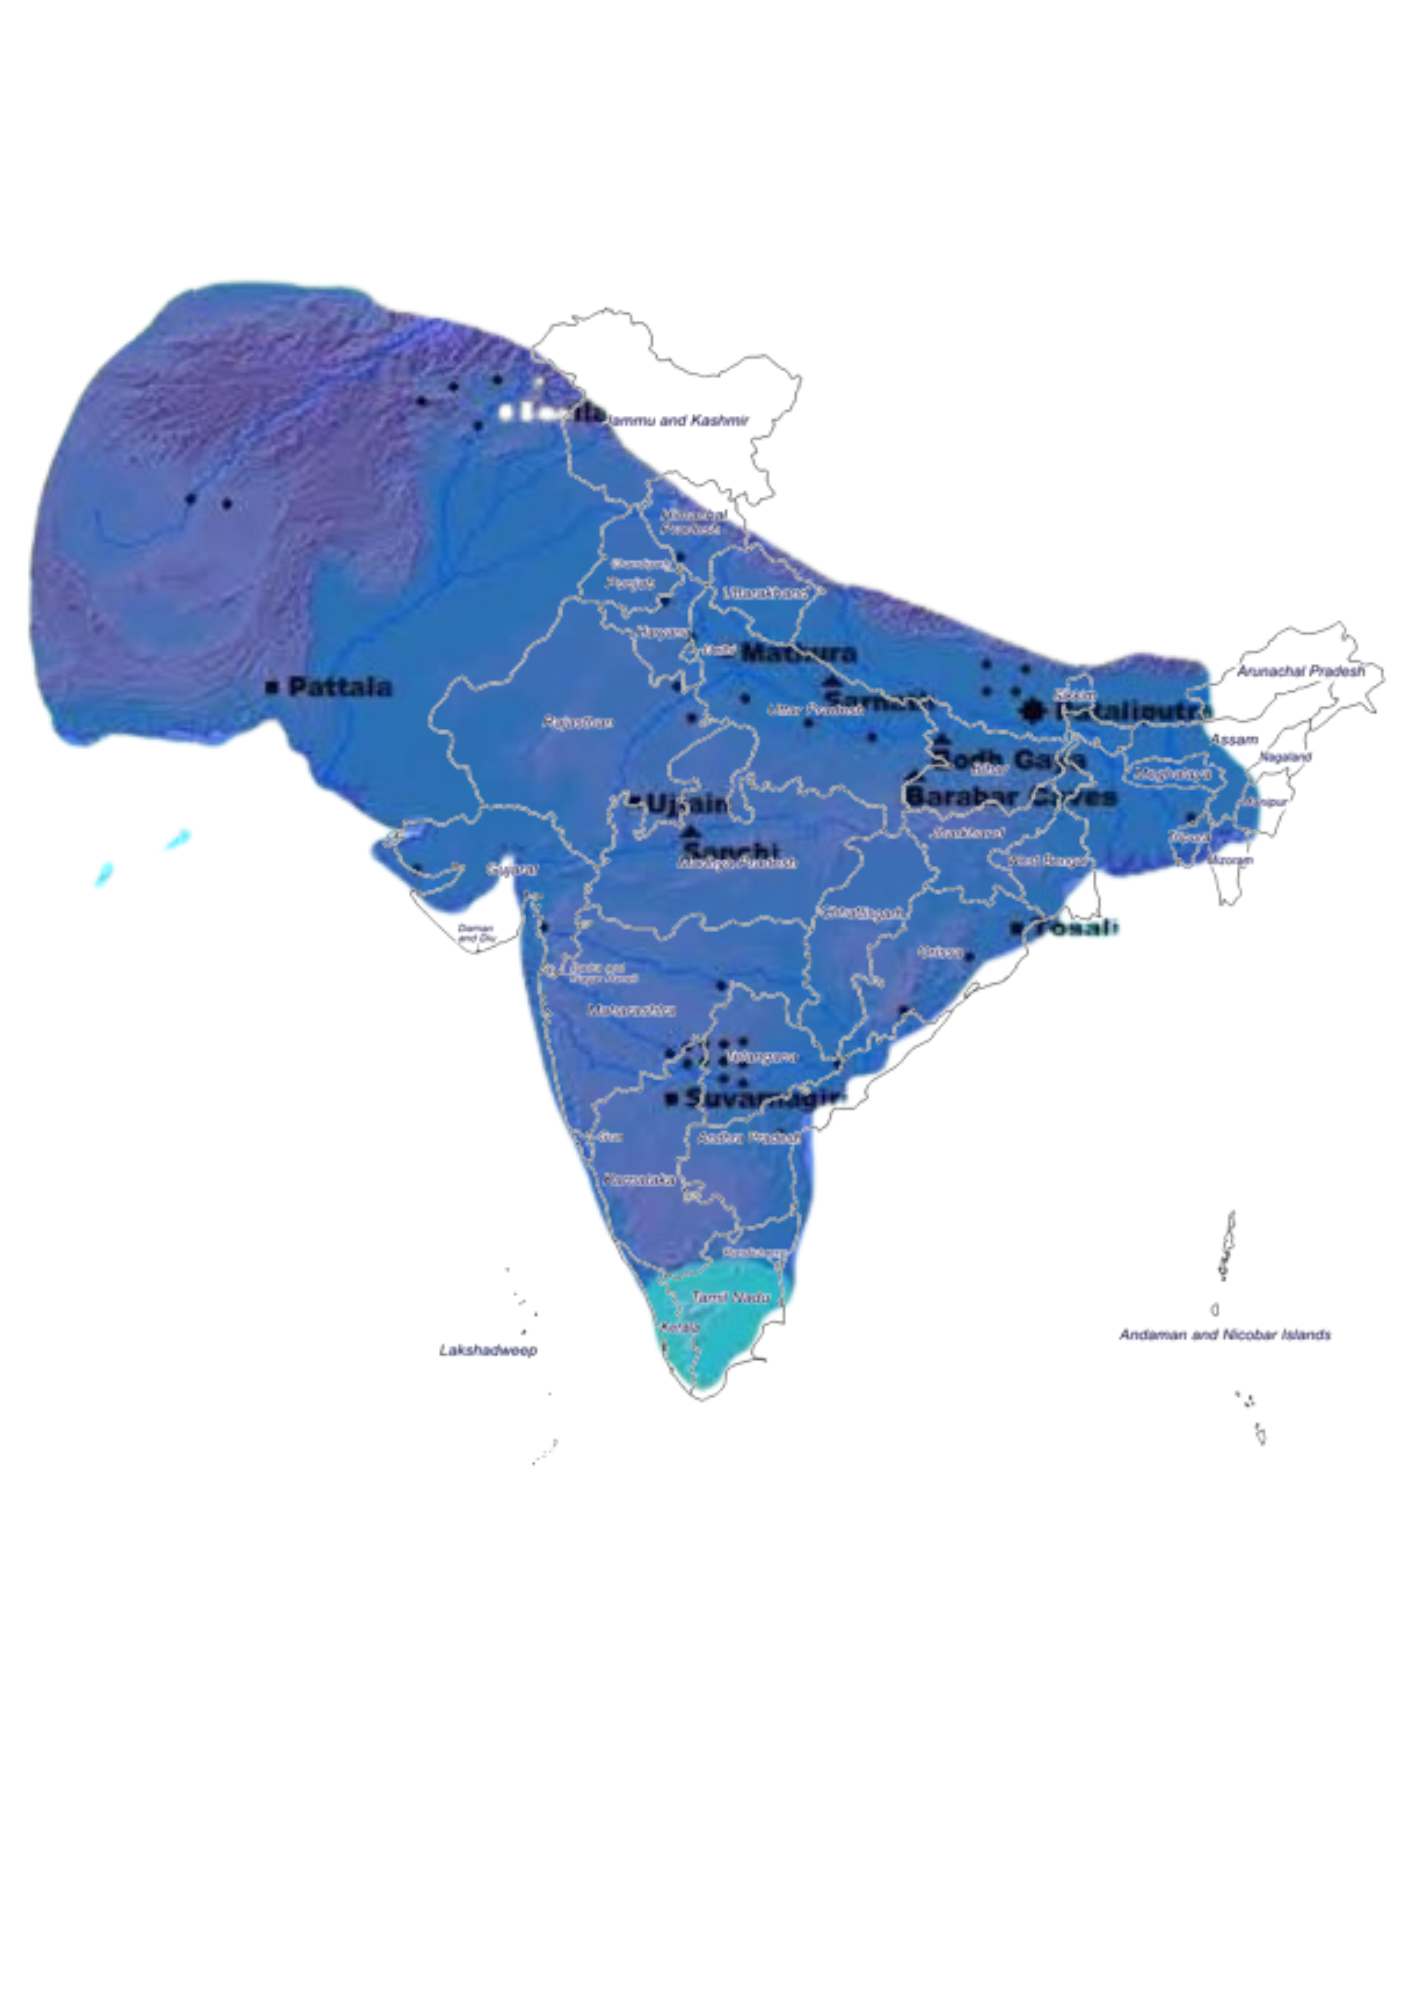 Jammu and Kashmir
Himachal
Pradesh
Chandigarh
Punjab
Uttarakhand
Haryana
Delhi
Mathura
Arunachal Pradesh
Pattala
Sikkim
Uttar Pradesh
Sarnath
Rajasthan
Assam
Nagaland
Bodh Gaya
Bihar
Meghalaya
Barabar Caves
Manipur
Ujjain
Jharkhand
Tripura
Sanchi
Madhya Pradesh
West Bengal
Mizoram
Gujarat
Chhattisgarh
Daman
and Diu
Tosali
Orissa
Dadra and
Nagar Haveli
Maharashtra
Telangana
Suvarnagiri
Goa
Andhra Pradesh
Karnataka
Tamil Nadu
Kerala
Lakshadweep
Andaman and Nicobar Islands